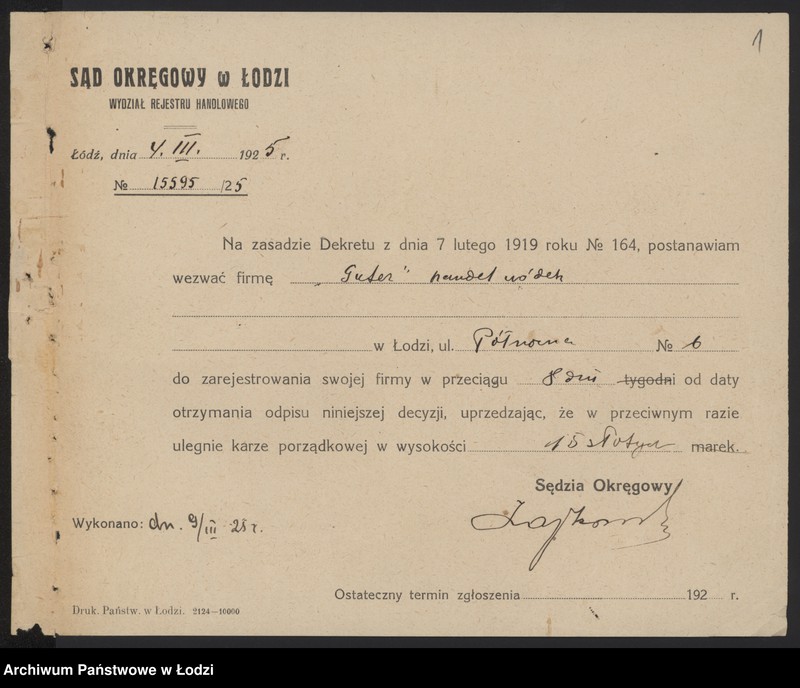 1
SĄD OKRĘGOWY w ŁODZI
WYDZIAŁ REJESTRU HANDLOWEGO
Łódź, dnia 4. III. 1925 r.
№ 15595 /25
Na zasadzie Dekretu z dnia 7 lutego 1919 roku № 164, postanawiam
wezwać firmę „Guter" handel wódek
w Łodzi, ul. Północna № 6
do zarejestrowania swojej firmy w przeciągu 8 dni tygodni od daty
otrzymania odpisu niniejszej decyzji, uprzedzając, że w przeciwnym razie
ulegnie karze porządkowej w wysokości 15 złotych marek.
Sędzia Okręgowy
Wykonano: dn. 9/III 25 r.
Ostateczny termin zgłoszenia 192 r.
Druk. Państw. w Łodzi. 2124—10000
Archiwum Państwowe w Łodzi